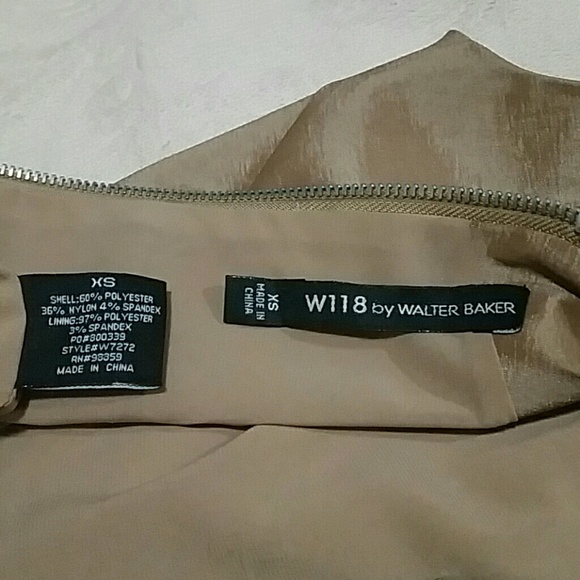 XS
SHELL:60% POLYESTER
36% NYLON 4% SPANDEX
LINING:97% POLYESTER
3% SPANDEX
PO#800339
STYLE#W7272
RN#98359
MADE IN CHINA
XS
MADE IN
CHINA
W118 by WALTER BAKER